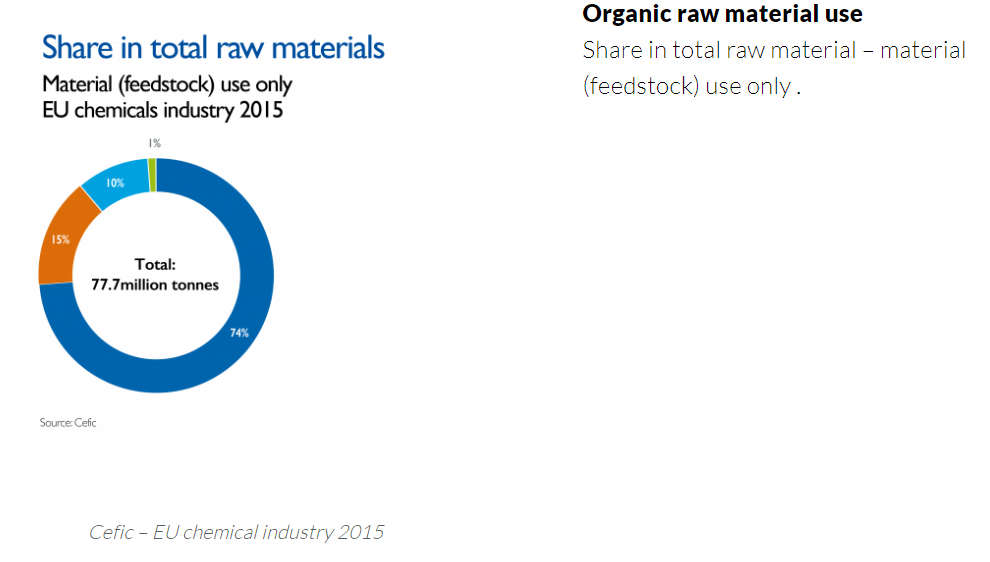 Share in total raw materials
Material (feedstock) use only
EU chemicals industry 2015
1%
10%
15%
Total:
77.7million tonnes
74%
Source: Cefic
Cefic – EU chemical industry 2015
Organic raw material use
Share in total raw material – material
(feedstock) use only .